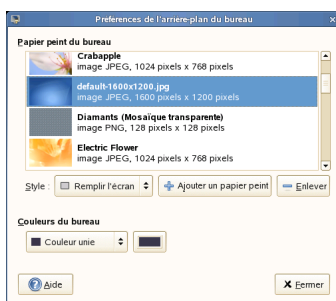 Preferences de l'arriere-plan du bureau
Papier peint du bureau
Crabapple
image JPEG, 1024 pixels x 768 pixels
default-1600x1200.jpg
image JPEG, 1600 pixels x 1200 pixels
Diamants (Mosaïque transparente)
image PNG, 128 pixels x 128 pixels
Electric Flower
image JPEG, 1024 pixels x 768 pixels
Style : Remplir l'écran Ajouter un papier peint Enlever
Couleurs du bureau
Couleur unie
Aide Fermer